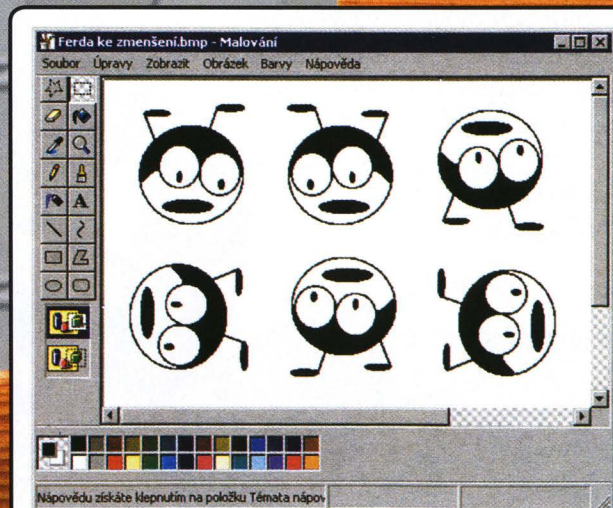 Ferda ke zmenšení.bmp - Malování
Soubor Úpravy Zobrazit Obrázek Barvy Nápověda
A
Nápovědu získáte klepnutím na položku Témata nápov